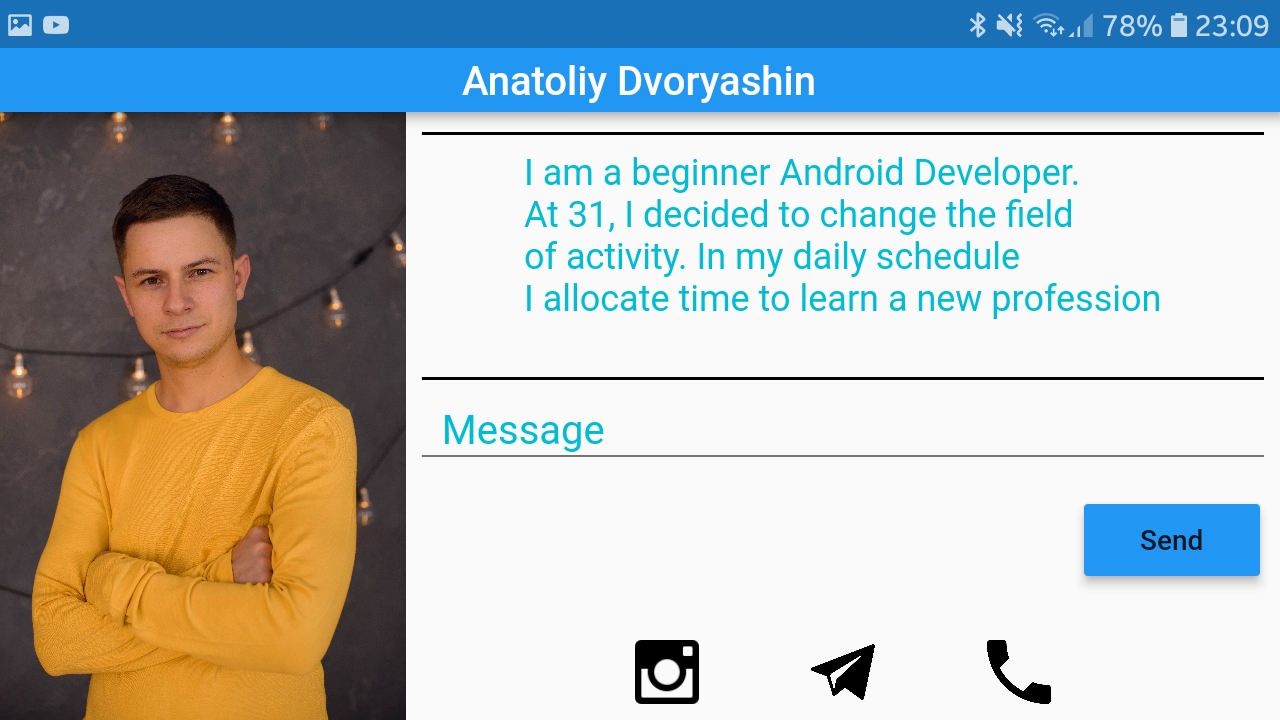 78% 23:09
Anatoliy Dvoryashin
I am a beginner Android Developer.
At 31, I decided to change the field
of activity. In my daily schedule
I allocate time to learn a new profession
Message
Send